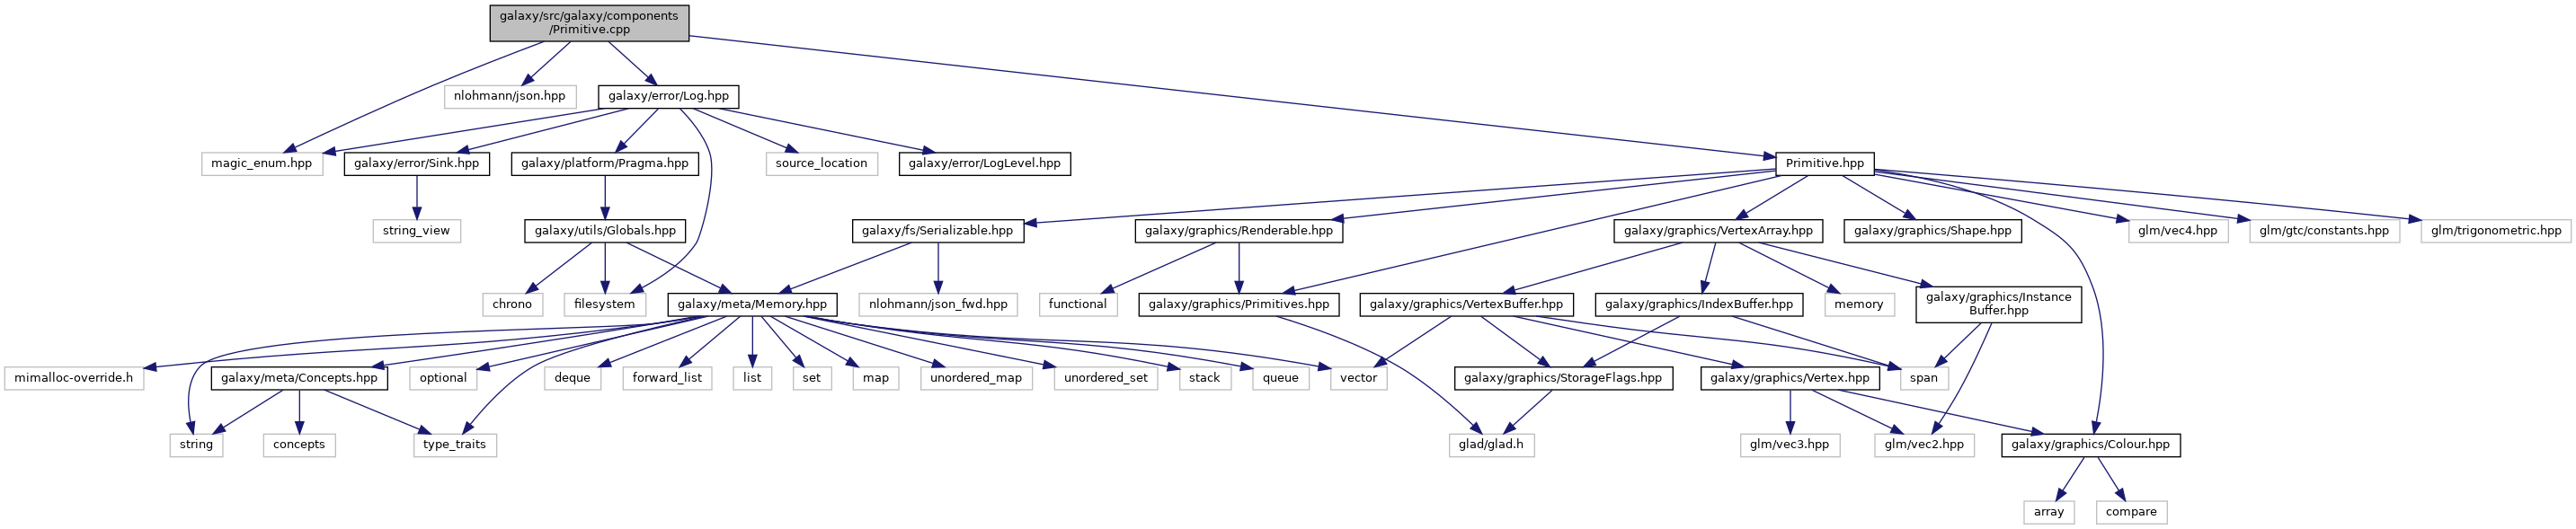 galaxy/src/galaxy/components
/Primitive.cpp
nlohmann/json.hpp
galaxy/error/Log.hpp
magic_enum.hpp
galaxy/error/Sink.hpp
galaxy/platform/Pragma.hpp
source_location
galaxy/error/LogLevel.hpp
Primitive.hpp
string_view
galaxy/utils/Globals.hpp
galaxy/fs/Serializable.hpp
galaxy/graphics/Renderable.hpp
galaxy/graphics/VertexArray.hpp
galaxy/graphics/Shape.hpp
glm/vec4.hpp
glm/gtc/constants.hpp
glm/trigonometric.hpp
chrono
filesystem
galaxy/meta/Memory.hpp
nlohmann/json_fwd.hpp
functional
galaxy/graphics/Primitives.hpp
galaxy/graphics/VertexBuffer.hpp
galaxy/graphics/IndexBuffer.hpp
memory
galaxy/graphics/Instance
Buffer.hpp
mimalloc-override.h
galaxy/meta/Concepts.hpp
optional
deque
forward_list
list
set
map
unordered_map
unordered_set
stack
queue
vector
galaxy/graphics/StorageFlags.hpp
galaxy/graphics/Vertex.hpp
span
string
concepts
type_traits
glad/glad.h
glm/vec3.hpp
glm/vec2.hpp
galaxy/graphics/Colour.hpp
array
compare